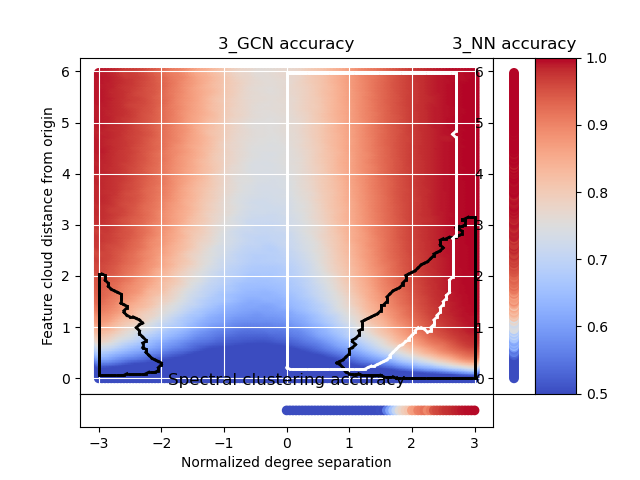 3_GCN accuracy 3_NN accuracy
6 6 1.0
5 5 0.9
4 4 0.8
3 3
2 2 0.7
1 1 0.6
0 0 0.5
Feature cloud distance from origin
Spectral clustering accuracy
−3 −2 −1 0 1 2 3
Normalized degree separation